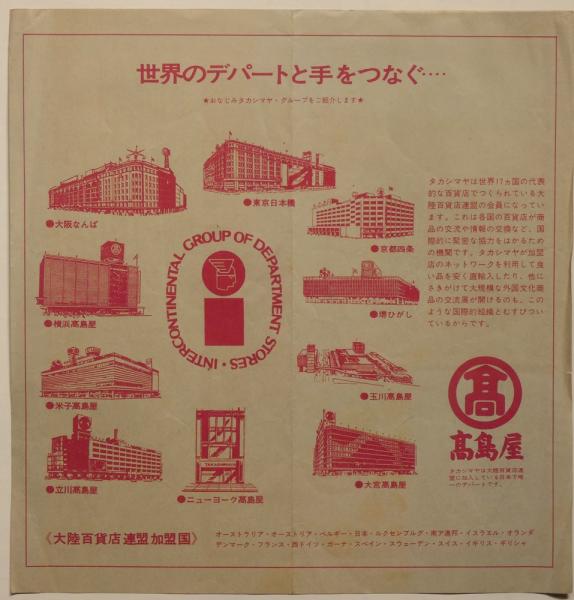 世界のデパートと手をつなぐ‥‥
★おなじみタカシマヤ・グループをご紹介します★
●大阪なんば
●東京日本橋
●京都四条
●横浜髙島屋
●堺ひがし
●米子髙島屋
●玉川髙島屋
●立川髙島屋
TAKASHIMAYA
●ニューヨーク髙島屋
●大宮髙島屋
INTERCONTINENTAL GROUP OF DEPARTMENT STORES・
タカシマヤは世界17ヵ国の代表
的な百貨店でつくられている大
陸百貨店連盟の会員になってい
ます。これは各国の百貨店が商
品の交流や情報の交換など、国
際的に緊密な協力をはかるため
の機関です。タカシマヤが加盟
店のネットワークを利用して良
い品を安く直輸入したり、他に
さきがけて大規模な外国文化商
品の交流展が開けるのも、この
ような国際的組織とむすびつい
ているからです。
髙
髙島屋
タカシマヤは大陸百貨店連
盟に加入している日本で唯
一のデパートです。
《大陸百貨店連盟加盟国》
オーストラリア・オーストリア・ベルギー・日本・ルクセンブルグ・南ア連邦・イスラエル・オランダ
デンマーク・フランス・西ドイツ・ガーナ・スペイン・スウェーデン・スイス・イギリス・ギリシャ